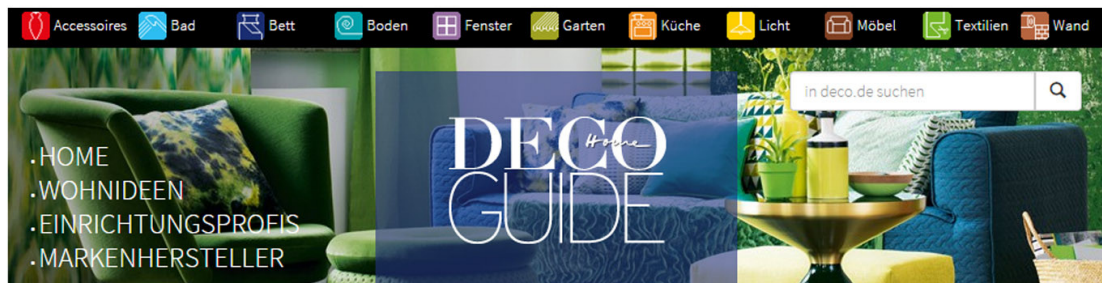 Accessoires Bad Bett Boden Fenster Garten Küche Licht Möbel Textilien Wand
in deco.de suchen
DECO
Home
GUIDE
• HOME
• WOHNIDEEN
• EINRICHTUNGSPROFIS
• MARKENHERSTELLER